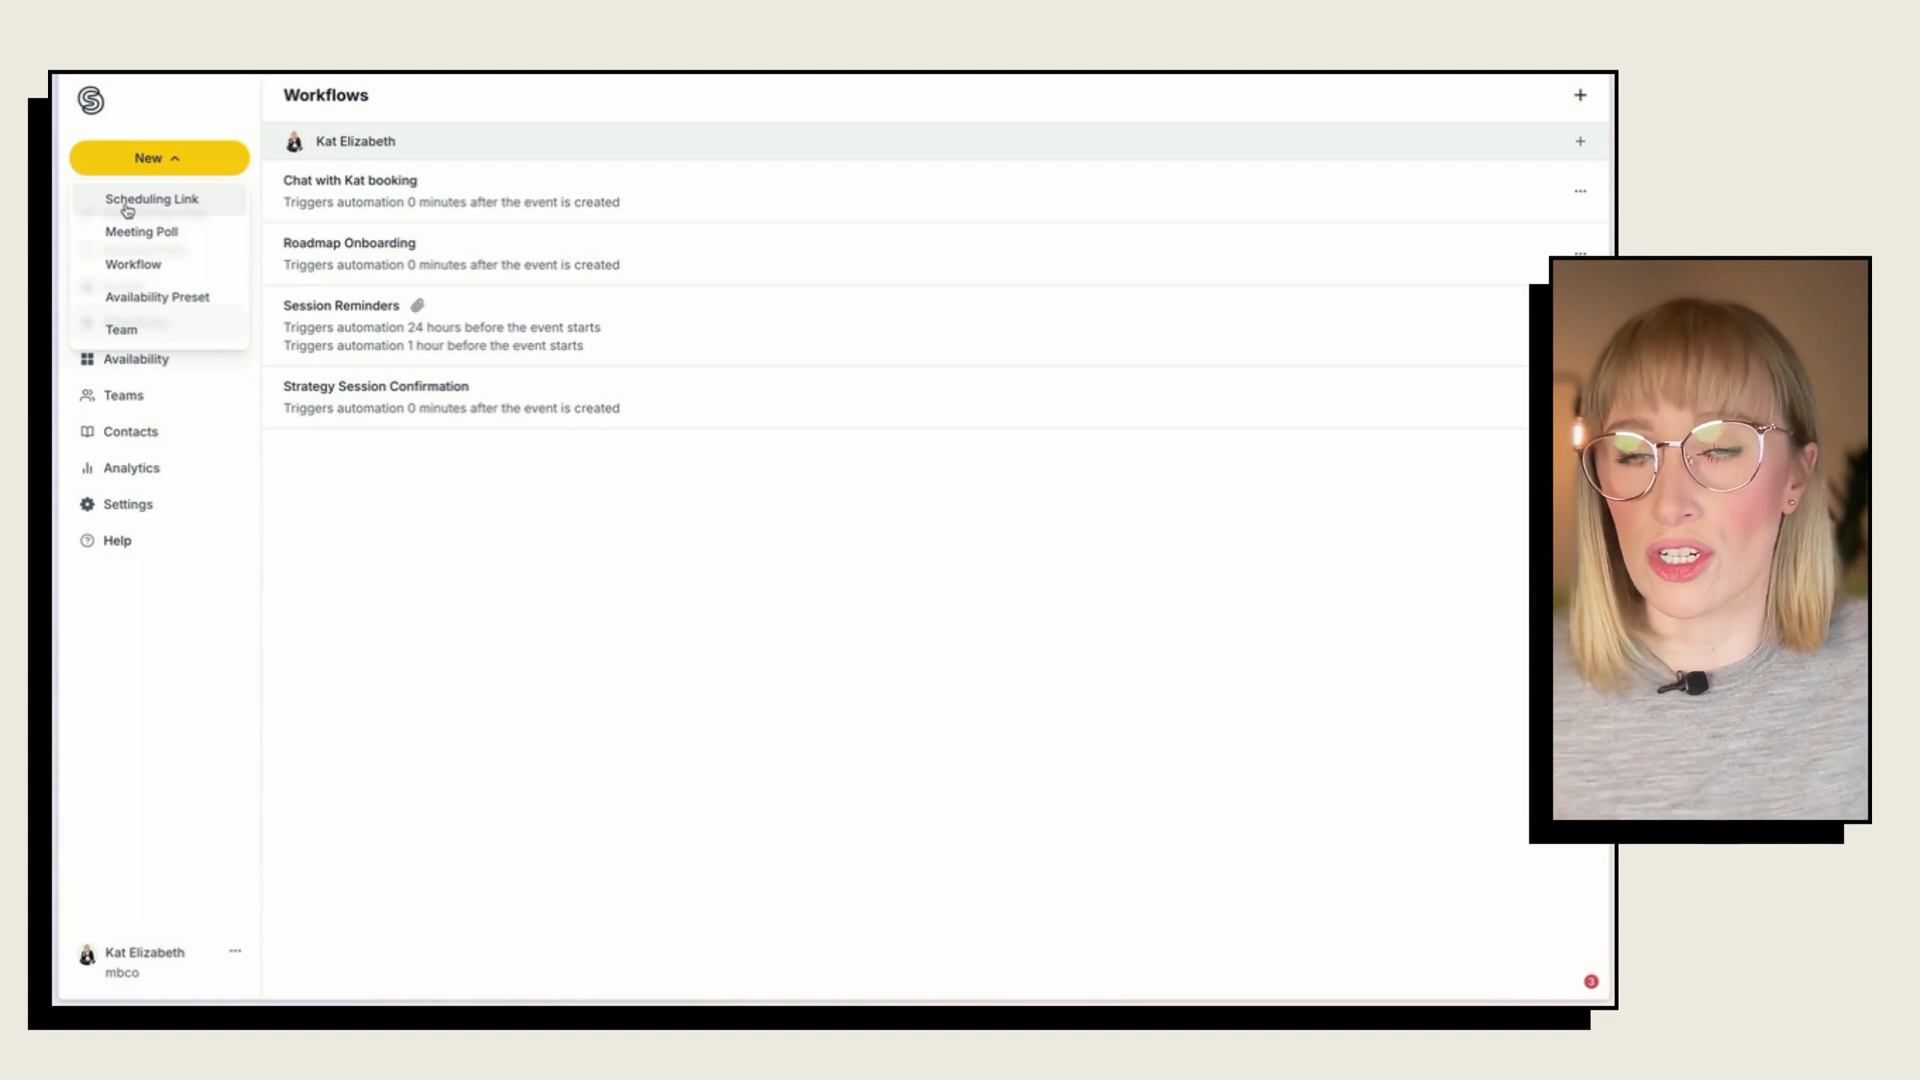 Workflows
+
New
Kat Elizabeth
+
Scheduling Link
Meeting Poll
Workflow
Availability Preset
Team
Availability
Teams
Contacts
Analytics
Settings
Help
Chat with Kat booking
Triggers automation 0 minutes after the event is created
Roadmap Onboarding
Triggers automation 0 minutes after the event is created
Session Reminders
Triggers automation 24 hours before the event starts
Triggers automation 1 hour before the event starts
Strategy Session Confirmation
Triggers automation 0 minutes after the event is created
Kat Elizabeth
mbco
3